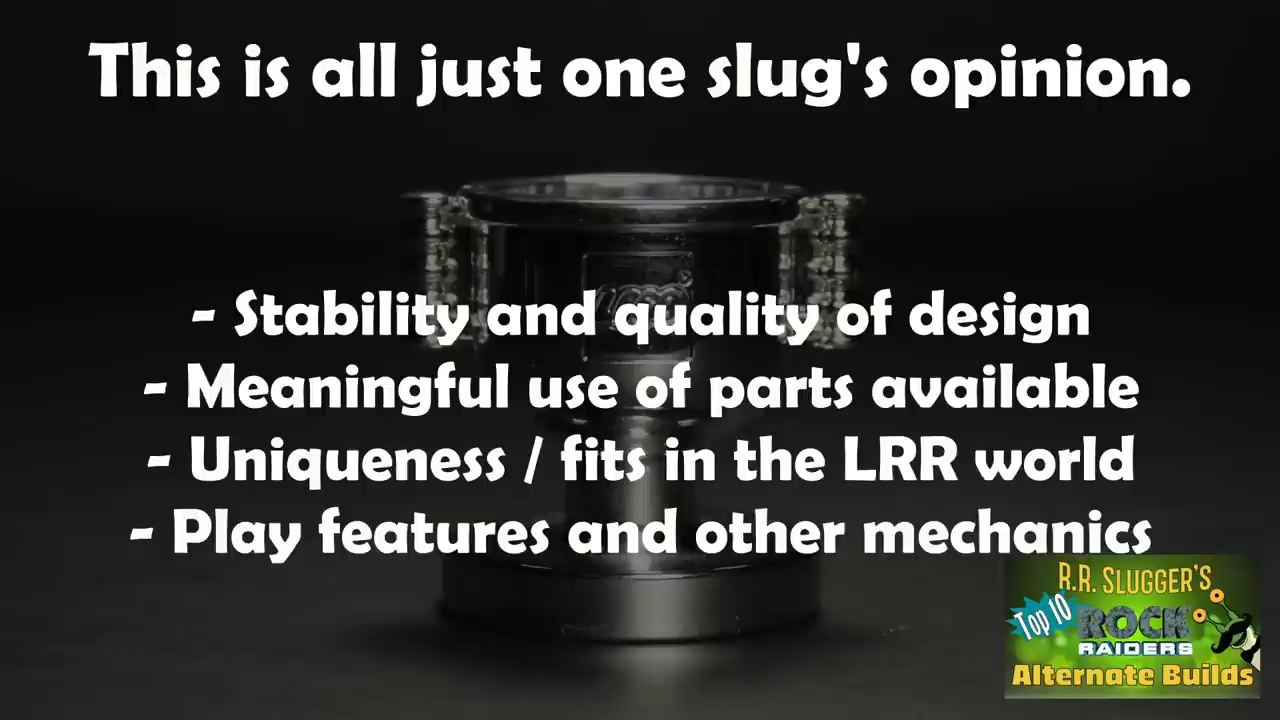 This is all just one slug's opinion.
- Stability and quality of design
- Meaningful use of parts available
- Uniqueness / fits in the LRR world
- Play features and other mechanics
R.R. SLUGGER'S
Top 10
ROCK
RAIDERS
Alternate Builds